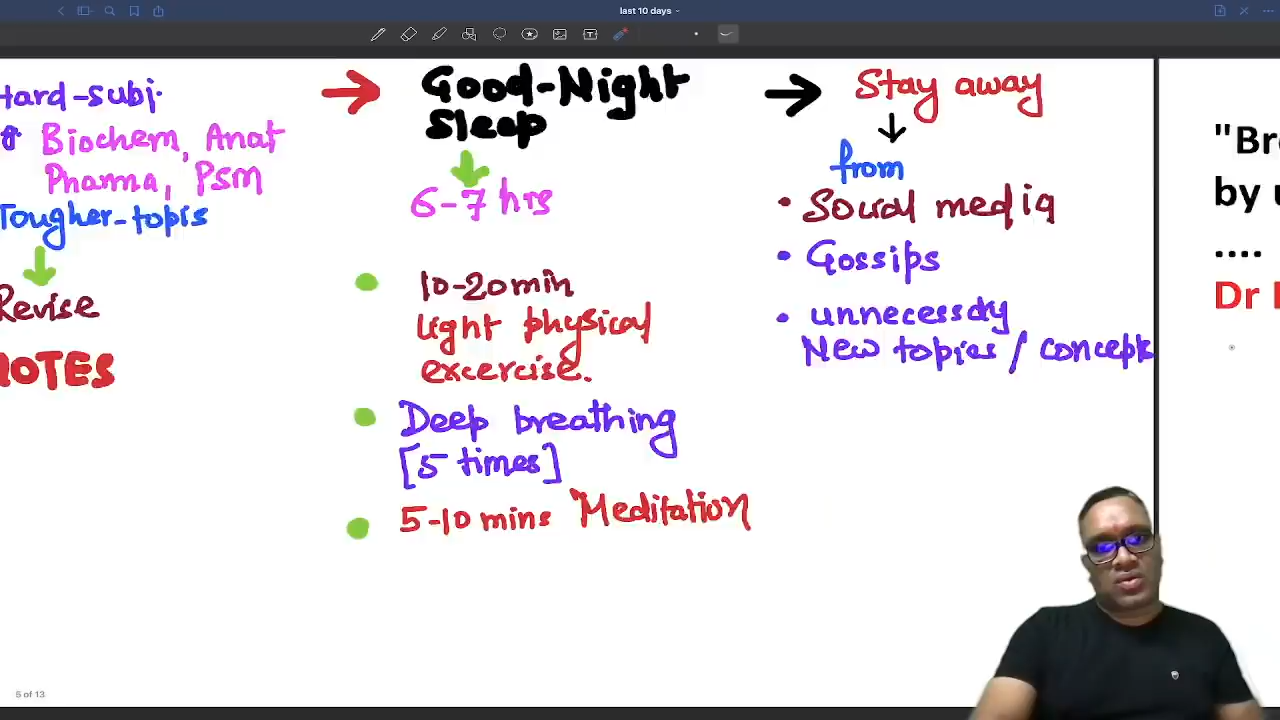 last 10 days
Hard-subj.
Biochem, Anat
Pharma, PSM
Tougher-topis
Revise
NOTES
Good-Night
Sleep
6-7 hrs
10-20 min
light physical
excercise.
Deep breathing
[5 times]
5-10 mins Meditation
Stay away
from
• Social media
• Gossips
• unnecessary
New topics / concepts
"Br
by u
....
Dr
5 of 13